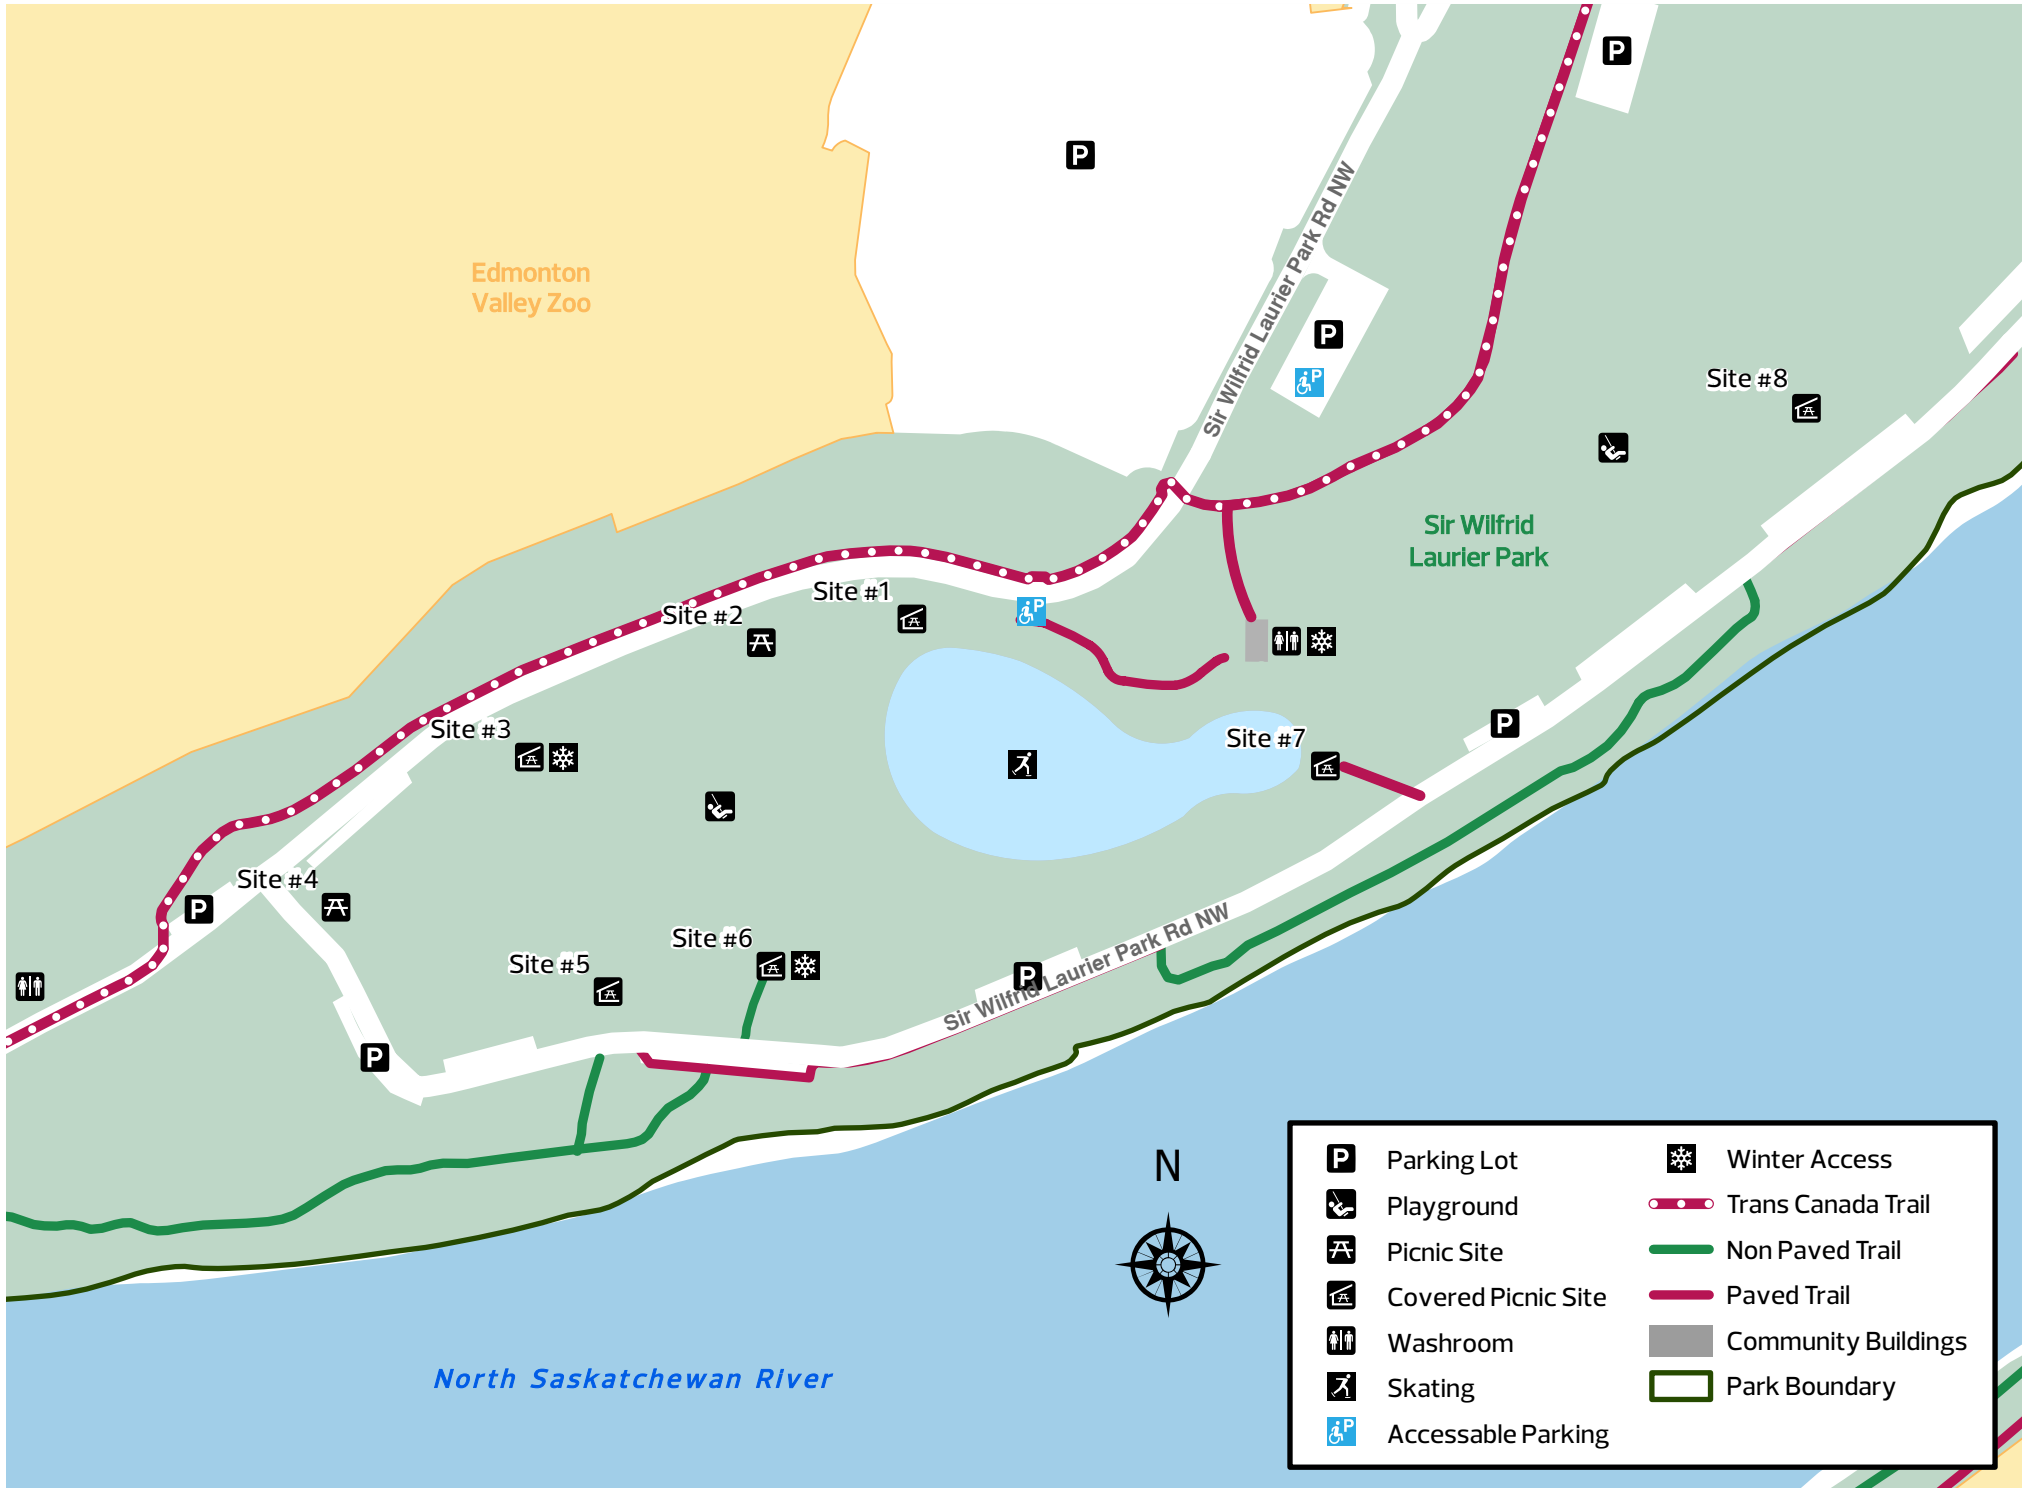 P
P
Sir Wilfrid Laurier Park Rd NW
Edmonton
Valley Zoo
P
P
Site #8
Sir Wilfrid
Laurier Park
Site #1
P
Site #2
Site #3
Site #7
P
Site #4
P
Site #6
Site #5
Sir Wilfrid Laurier Park Rd NW
P
P
N
North Saskatchewan River
P Parking Lot
Playground
Picnic Site
Covered Picnic Site
Washroom
Skating
P Accessable Parking
Winter Access
Trans Canada Trail
Non Paved Trail
Paved Trail
Community Buildings
Park Boundary